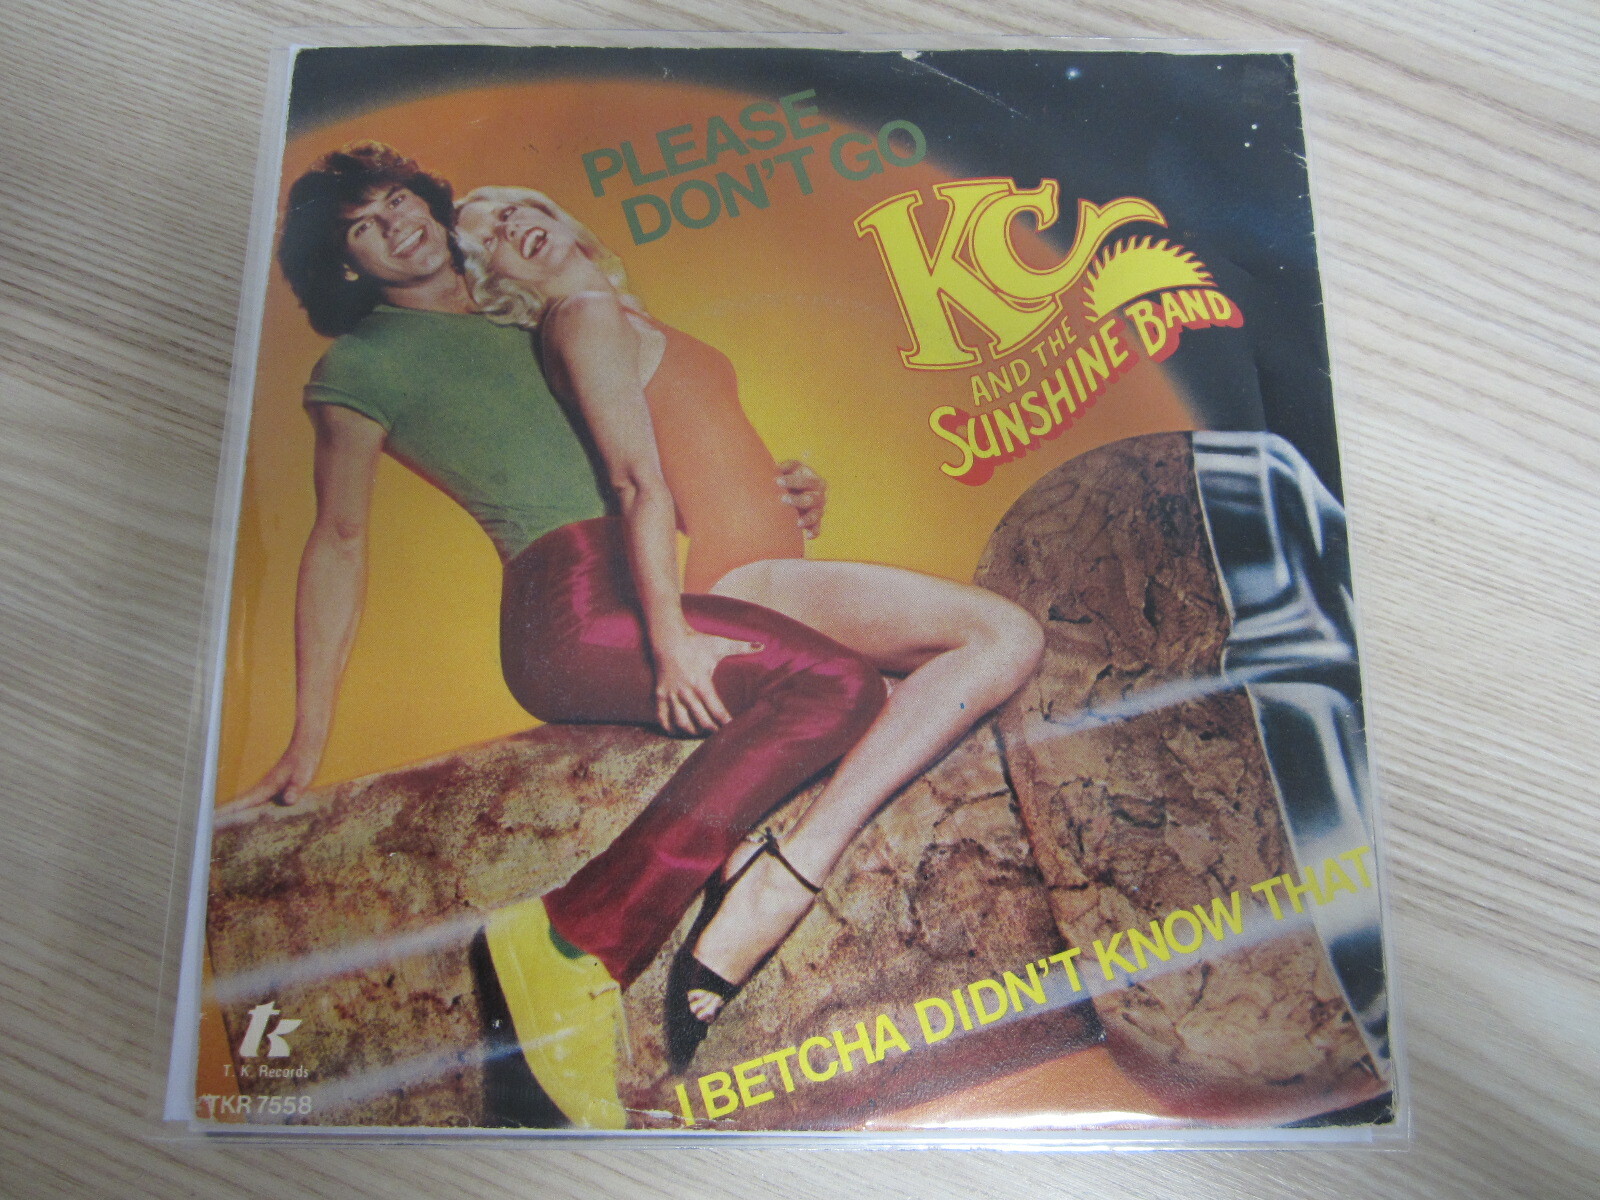 PLEASE
DON'T GO
KC
AND THE
SUNSHINE BAND
I BETCHA DIDN'T KNOW THAT
tk
T. K. Records
TKR 7558